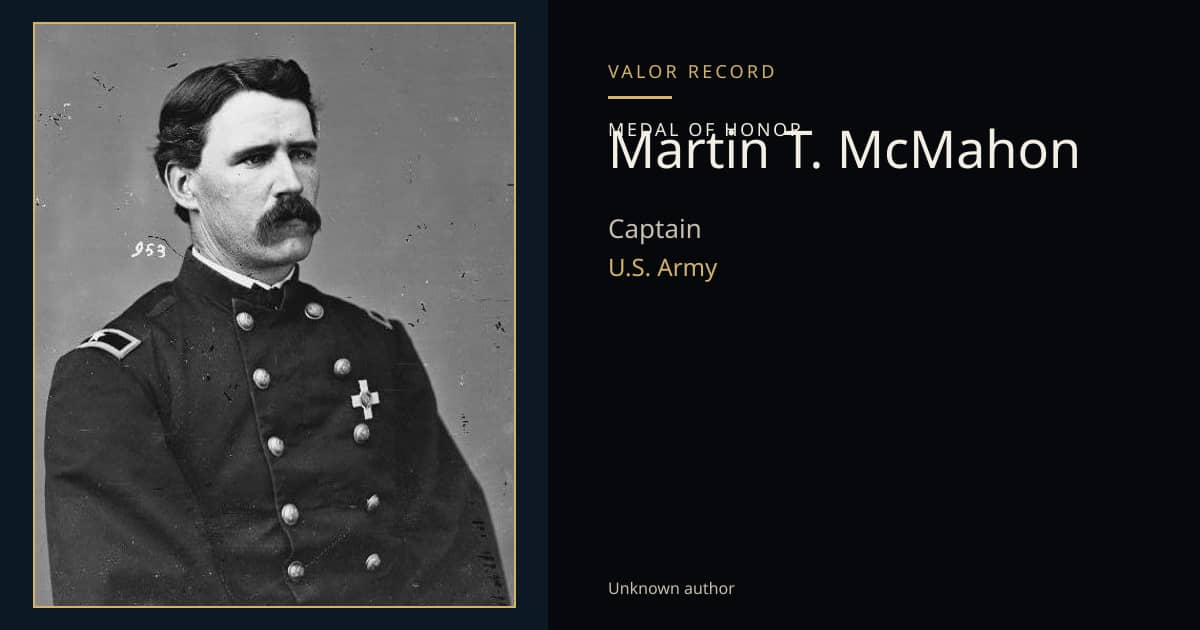 VALOR RECORD
MEDAL OF HONOR
Martin T. McMahon
Captain
U.S. Army
953
Unknown author